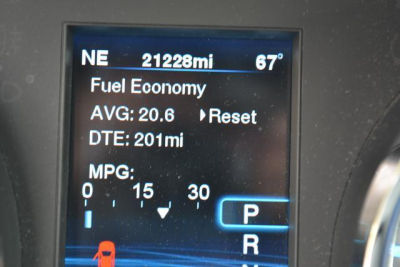 NE 21228mi 67°
Fuel Economy
AVG: 20.6 Reset
DTE: 201mi
MPG:
0 15 30
P
R
N